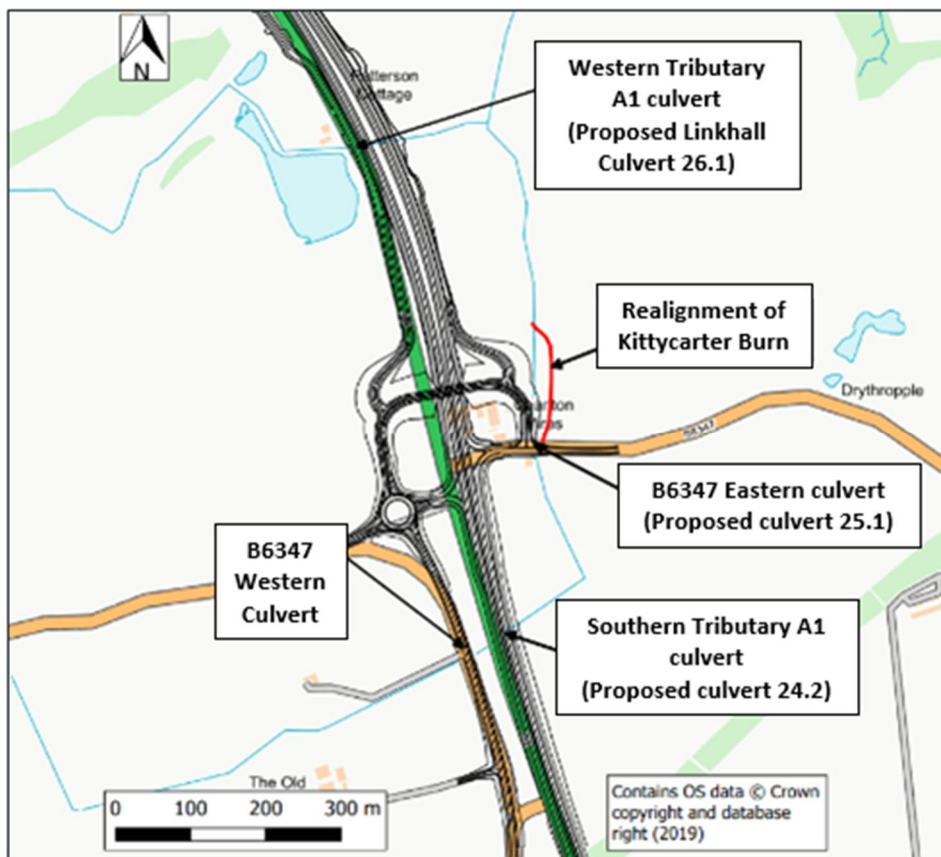 N
Western Tributary
A1 culvert
(Proposed Linkhall
Culvert 26.1)
Cottage
Realignment of
Kittycarter Burn
Drythropple
B6347
B6347 Eastern culvert
(Proposed culvert 25.1)
B6347
Western
Culvert
Southern Tributary A1
culvert
(Proposed culvert 24.2)
The Old
0 100 200 300 m
Contains OS data © Crown
copyright and database
right (2019)